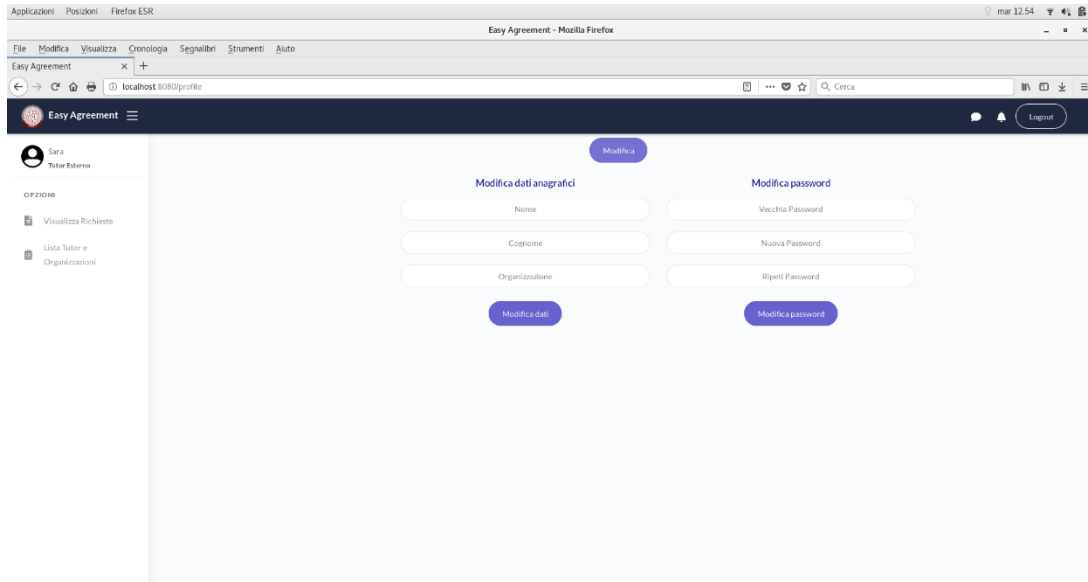 Applicazioni Posizioni Firefox ESR mar 12.54
Easy Agreement - Mozilla Firefox
File Modifica Visualizza Cronologia Segnalibri Strumenti Aiuto
Easy Agreement
localhost:8080/profile Cerca
Easy Agreement Logout
Sara
Tutor Esterno
OPZIONI
Visualizza Richieste
Lista Tutor e
Organizzazioni
Modifica
Modifica dati anagrafici
Nome
Cognome
Organizzazione
Modifica dati
Modifica password
Vecchia Password
Nuova Password
Ripeti Password
Modifica password